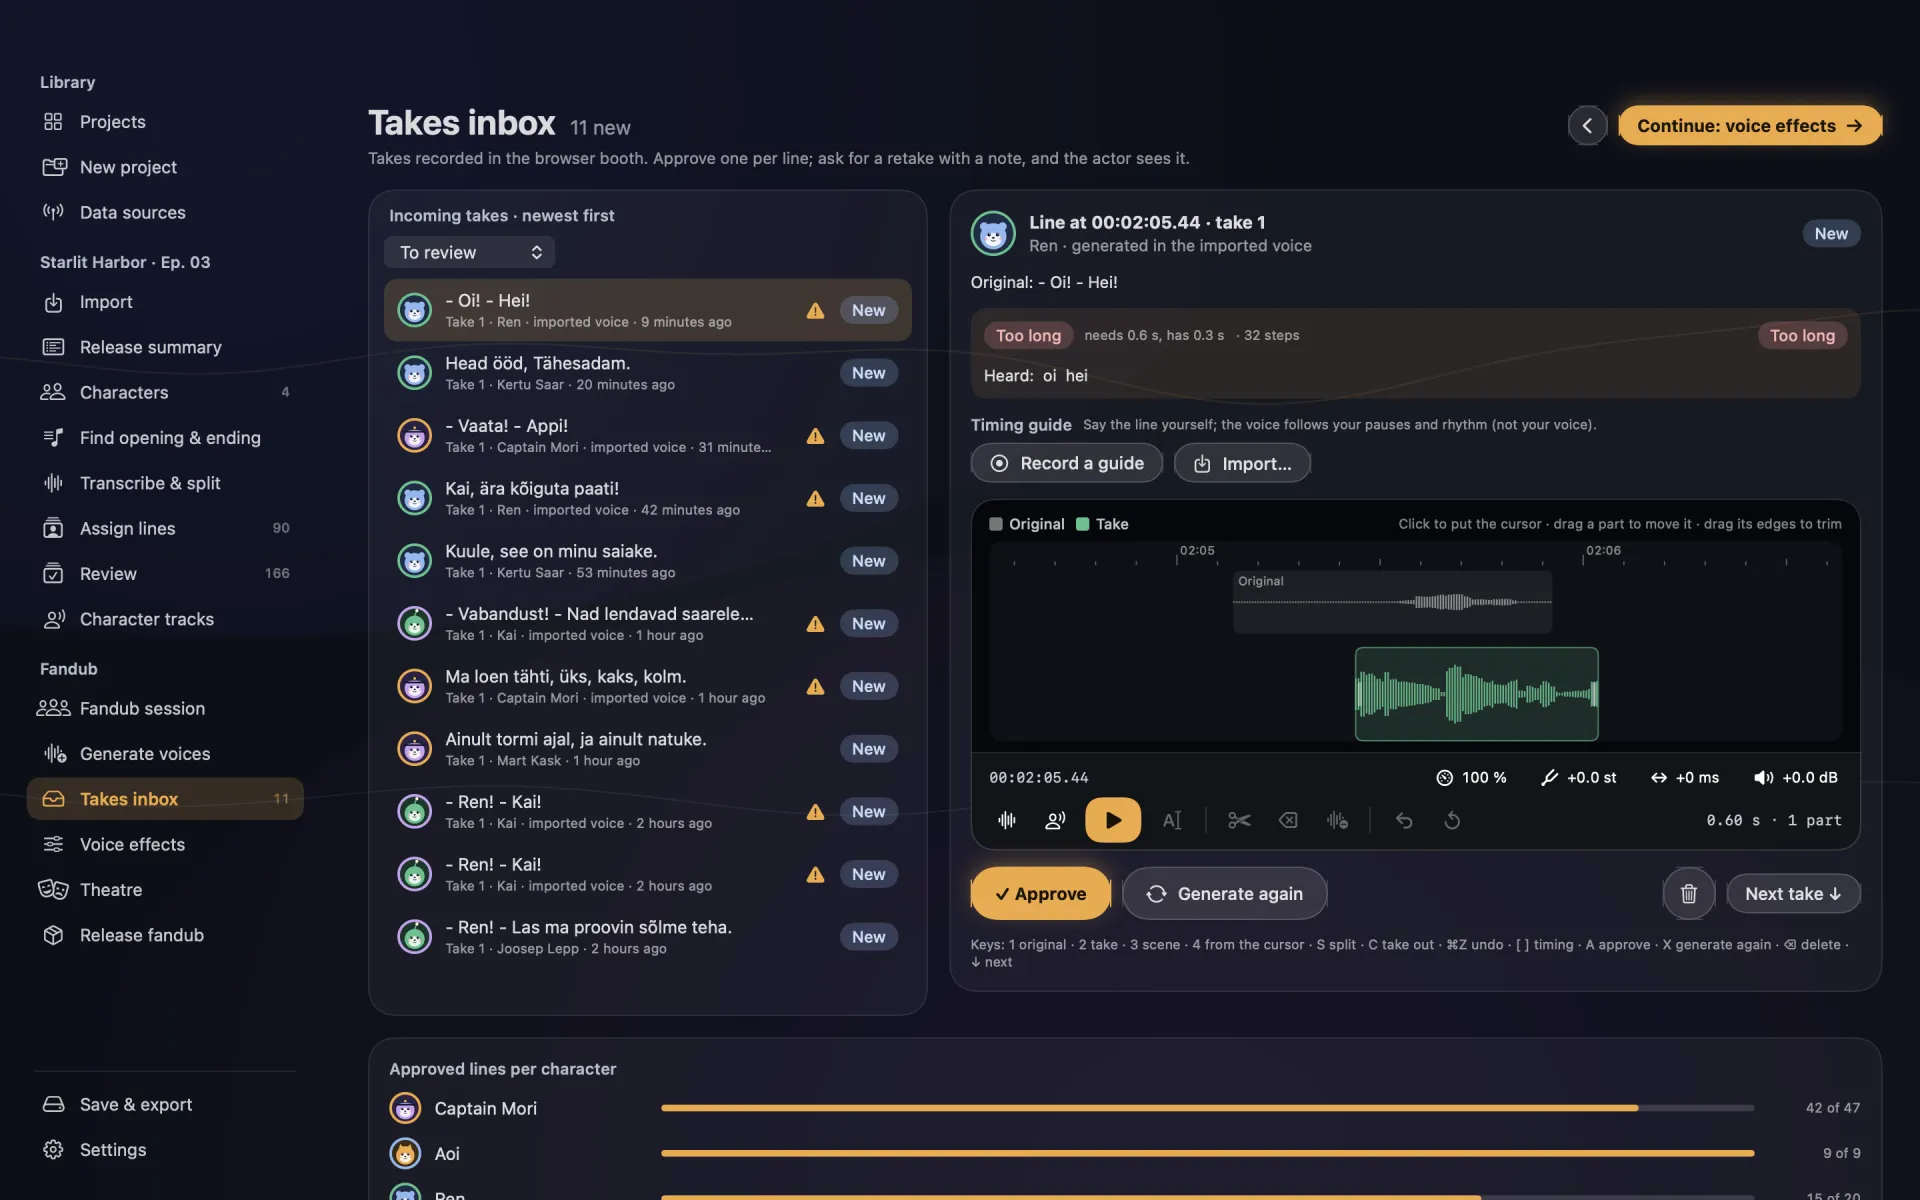 Library
Projects
New project
Data sources
Starlit Harbor · Ep. 03
Import
Release summary
Characters 4
Find opening & ending
Transcribe & split
Assign lines 90
Review 166
Character tracks
Fandub
Fandub session
Generate voices
Takes inbox 11
Voice effects
Theatre
Release fandub
Save & export
Settings
Takes inbox 11 new
Takes recorded in the browser booth. Approve one per line; ask for a retake with a note, and the actor sees it.
Continue: voice effects →
Incoming takes · newest first
To review
- Oi! - Hei!
Take 1 · Ren · imported voice · 9 minutes ago
New
Head ööd, Tähesadam.
Take 1 · Kertu Saar · 20 minutes ago
New
- Vaata! - Appi!
Take 1 · Captain Mori · imported voice · 31 minute...
New
Kai, ära kõiguta paati!
Take 1 · Ren · imported voice · 42 minutes ago
New
Kuule, see on minu saiake.
Take 1 · Kertu Saar · 53 minutes ago
New
- Vabandust! - Nad lendavad saarele...
Take 1 · Kai · imported voice · 1 hour ago
New
Ma loen tähti, üks, kaks, kolm.
Take 1 · Captain Mori · imported voice · 1 hour ago
New
Ainult tormi ajal, ja ainult natuke.
Take 1 · Mart Kask · 1 hour ago
New
- Ren! - Kai!
Take 1 · Kai · imported voice · 2 hours ago
New
- Ren! - Kai!
Take 1 · Kai · imported voice · 2 hours ago
New
- Ren! - Las ma proovin sõlme teha.
Take 1 · Joosep Lepp · 2 hours ago
New
Line at 00:02:05.44 · take 1
Ren · generated in the imported voice
New
Original: - Oi! - Hei!
Too long needs 0.6 s, has 0.3 s · 32 steps Too long
Heard: oi hei
Timing guide Say the line yourself; the voice follows your pauses and rhythm (not your voice).
Record a guide
Import...
Original Take Click to put the cursor · drag a part to move it · drag its edges to trim
02:05 02:06
Original
00:02:05.44 100 % +0.0 st +0 ms +0.0 dB
0.60 s · 1 part
✓ Approve
Generate again
Next take ↓
Keys: 1 original · 2 take · 3 scene · 4 from the cursor · S split · C take out · ⌘Z undo · [ ] timing · A approve · X generate again · ⌫ delete ·
↓ next
Approved lines per character
Captain Mori 42 of 47
Aoi 9 of 9
Ren 15 of 20